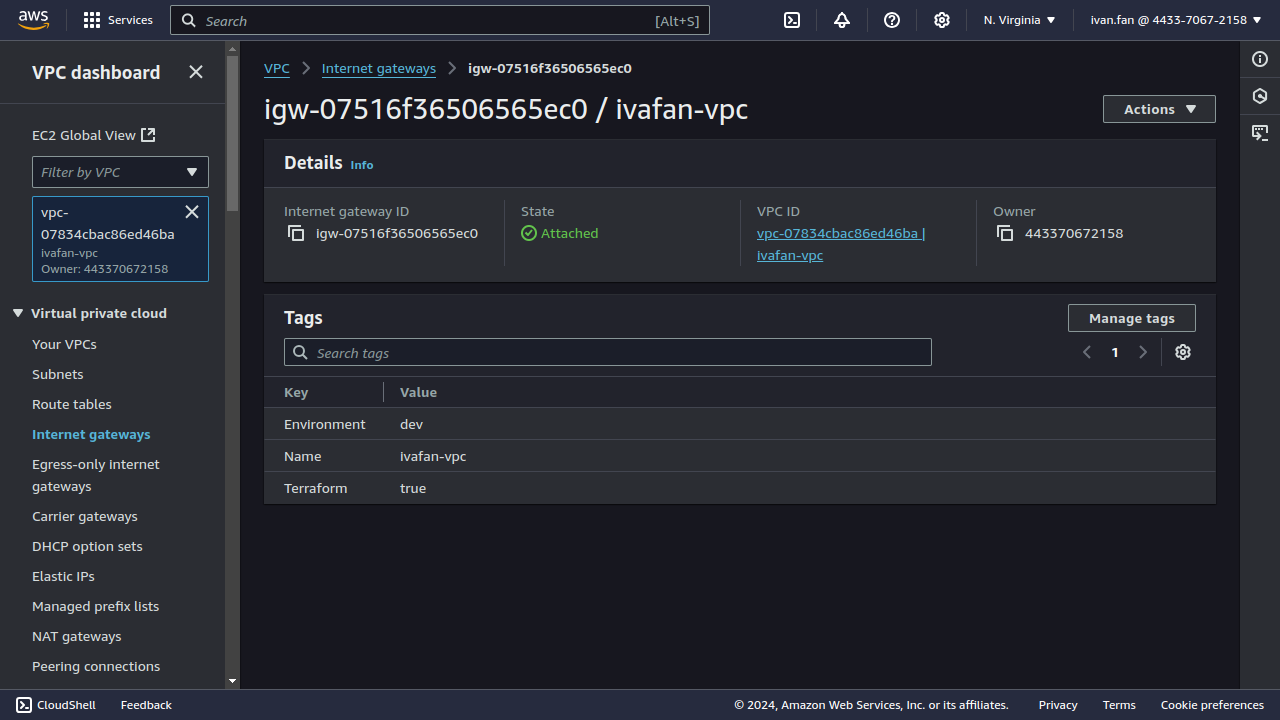 aws
Services
Search
[Alt+S]
N. Virginia
ivan.fan @ 4433-7067-2158
VPC dashboard
EC2 Global View
Filter by VPC
vpc-
07834cbac86ed46ba
ivafan-vpc
Owner: 443370672158
Virtual private cloud
Your VPCs
Subnets
Route tables
Internet gateways
Egress-only internet
gateways
Carrier gateways
DHCP option sets
Elastic IPs
Managed prefix lists
NAT gateways
Peering connections
VPC
Internet gateways
igw-07516f36506565ec0
igw-07516f36506565ec0 / ivafan-vpc
Actions
Details Info
Internet gateway ID
igw-07516f36506565ec0
State
Attached
VPC ID
vpc-07834cbac86ed46ba |
ivafan-vpc
Owner
443370672158
Tags
Manage tags
Search tags
1
Key Value
Environment dev
Name ivafan-vpc
Terraform true
CloudShell
Feedback
© 2024, Amazon Web Services, Inc. or its affiliates.
Privacy
Terms
Cookie preferences